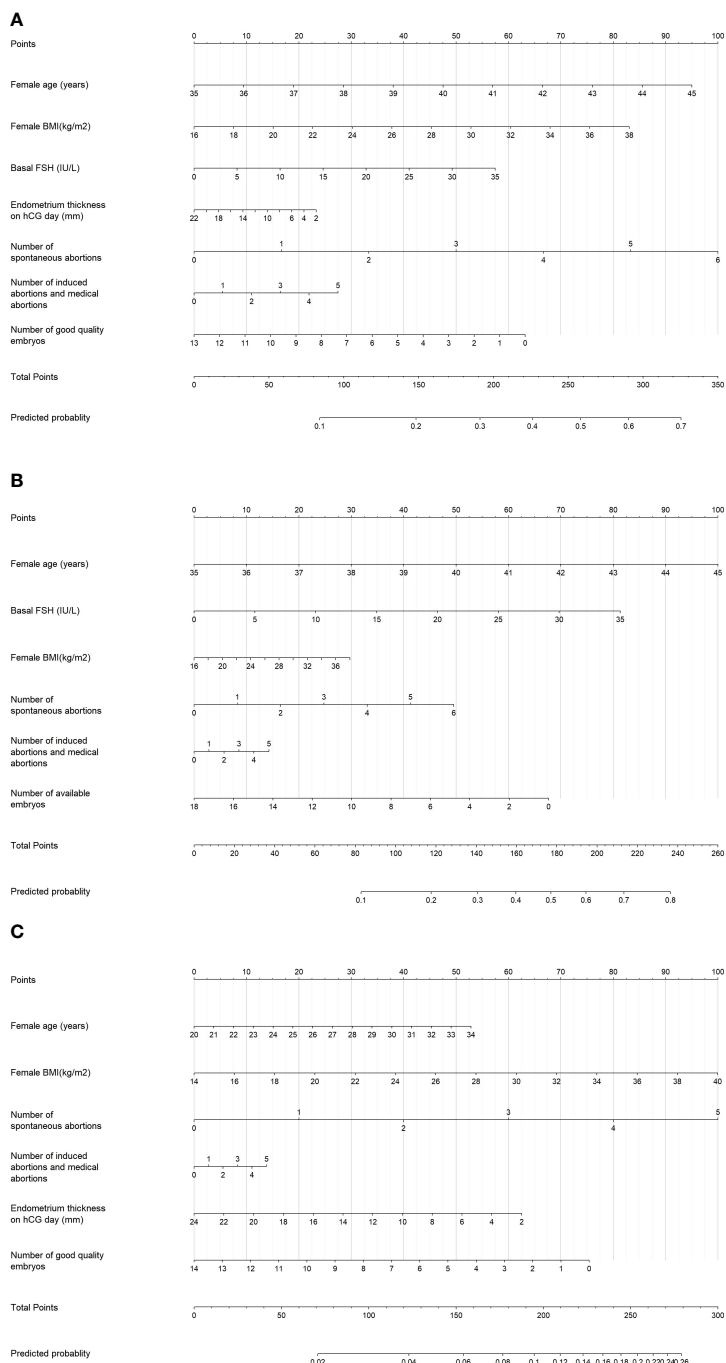 A
Points
0 10 20 30 40 50 60 70 80 90 100
Female age (years)
35 36 37 38 39 40 41 42 43 44 45
Female BMI(kg/m2)
16 18 20 22 24 26 28 30 32 34 36 38
Basal FSH (IU/L)
0 5 10 15 20 25 30 35
Endometrium thickness
on hCG day (mm)
22 18 14 10 6 4 2
Number of
spontaneous abortions
1 3 5
0 2 4 6
Number of induced
abortions and medical
abortions
1 3 5
0 2 4
Number of good quality
embryos
13 12 11 10 9 8 7 6 5 4 3 2 1 0
Total Points
0 50 100 150 200 250 300 350
Predicted probablity
0.1 0.2 0.3 0.4 0.5 0.6 0.7
B
Points
0 10 20 30 40 50 60 70 80 90 100
Female age (years)
35 36 37 38 39 40 41 42 43 44 45
Basal FSH (IU/L)
0 5 10 15 20 25 30 35
Female BMI(kg/m2)
16 20 24 28 32 36
Number of
spontaneous abortions
1 3 5
0 2 4 6
Number of induced
abortions and medical
abortions
1 3 5
0 2 4
Number of available
embryos
18 16 14 12 10 8 6 4 2 0
Total Points
0 20 40 60 80 100 120 140 160 180 200 220 240 260
Predicted probablity
0.1 0.2 0.3 0.4 0.5 0.6 0.7 0.8
C
Points
0 10 20 30 40 50 60 70 80 90 100
Female age (years)
20 21 22 23 24 25 26 27 28 29 30 31 32 33 34
Female BMI(kg/m2)
14 16 18 20 22 24 26 28 30 32 34 36 38 40
Number of
spontaneous abortions
1 3 5
0 2 4
Number of induced
abortions and medical
abortions
1 3 5
0 2 4
Endometrium thickness
on hCG day (mm)
24 22 20 18 16 14 12 10 8 6 4 2
Number of good quality
embryos
14 13 12 11 10 9 8 7 6 5 4 3 2 1 0
Total Points
0 50 100 150 200 250 300
Predicted probablity
0.02 0.04 0.06 0.08 0.1 0.12 0.14 0.16 0.18 0.2 0.22 0.24 0.26